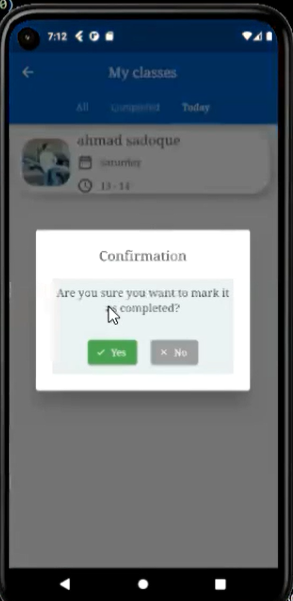 7:12
My classes
All Completed Today
ahmad sadoque
saturday
13 - 14
Confirmation
Are you sure you want to mark it
as completed?
Yes No